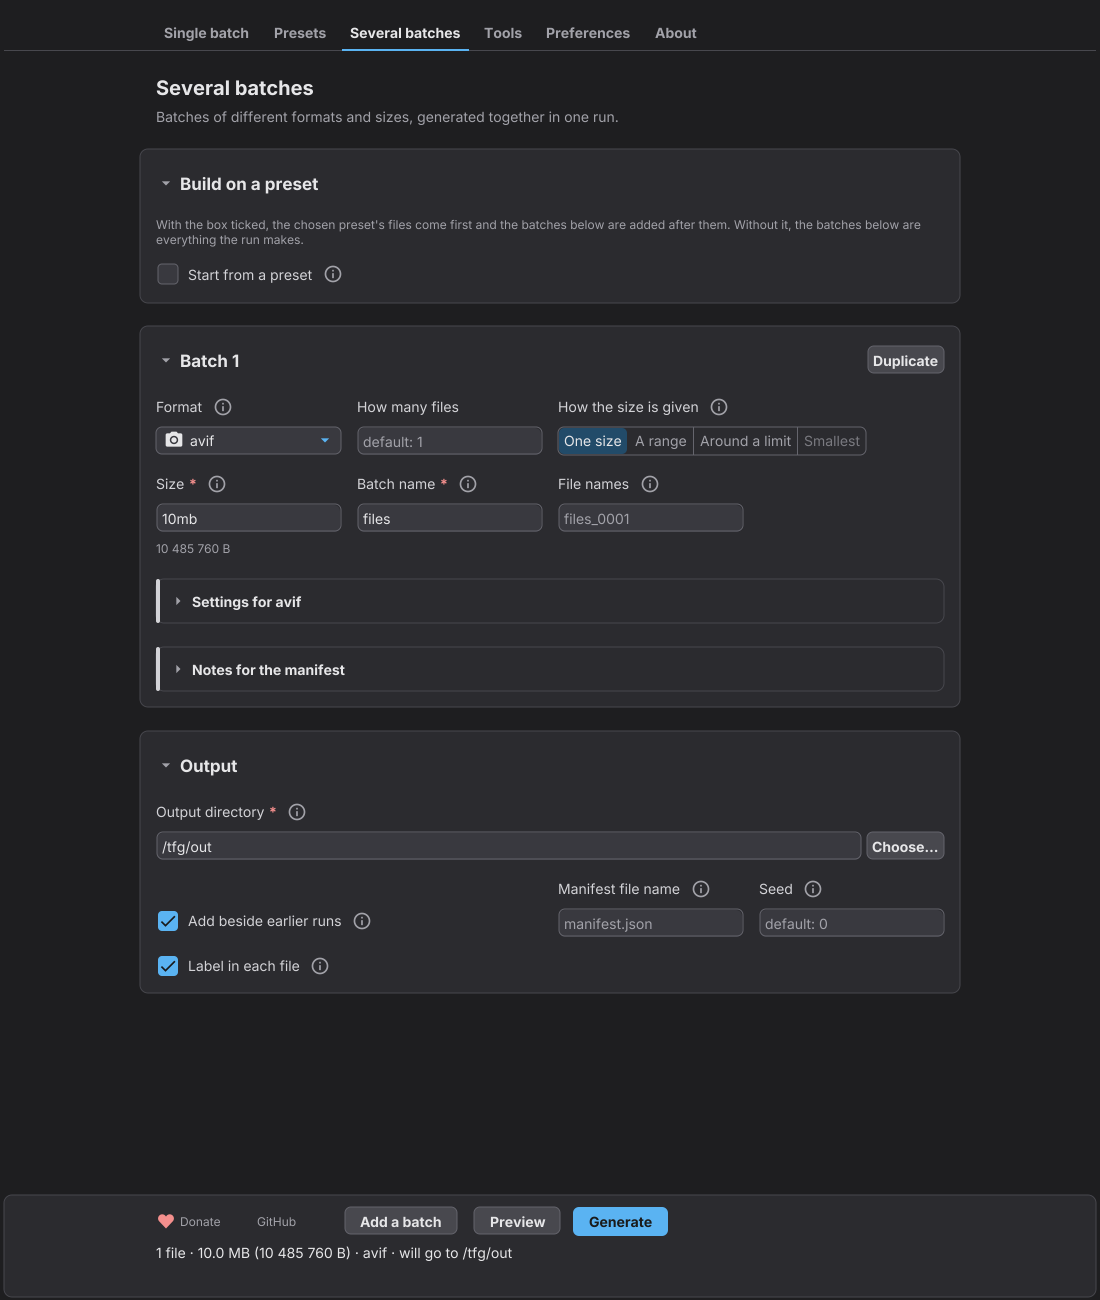 Single batch Presets Several batches Tools Preferences About
Several batches
Batches of different formats and sizes, generated together in one run.
Build on a preset
With the box ticked, the chosen preset's files come first and the batches below are added after them. Without it, the batches below are
everything the run makes.
Start from a preset
Batch 1 Duplicate
Format How many files How the size is given
avif default: 1 One size A range Around a limit Smallest
Size * Batch name * File names
10mb files files_0001
10 485 760 B
Settings for avif
Notes for the manifest
Output
Output directory *
/tfg/out Choose...
Manifest file name Seed
Add beside earlier runs manifest.json default: 0
Label in each file
Donate GitHub Add a batch Preview Generate
1 file · 10.0 MB (10 485 760 B) · avif · will go to /tfg/out